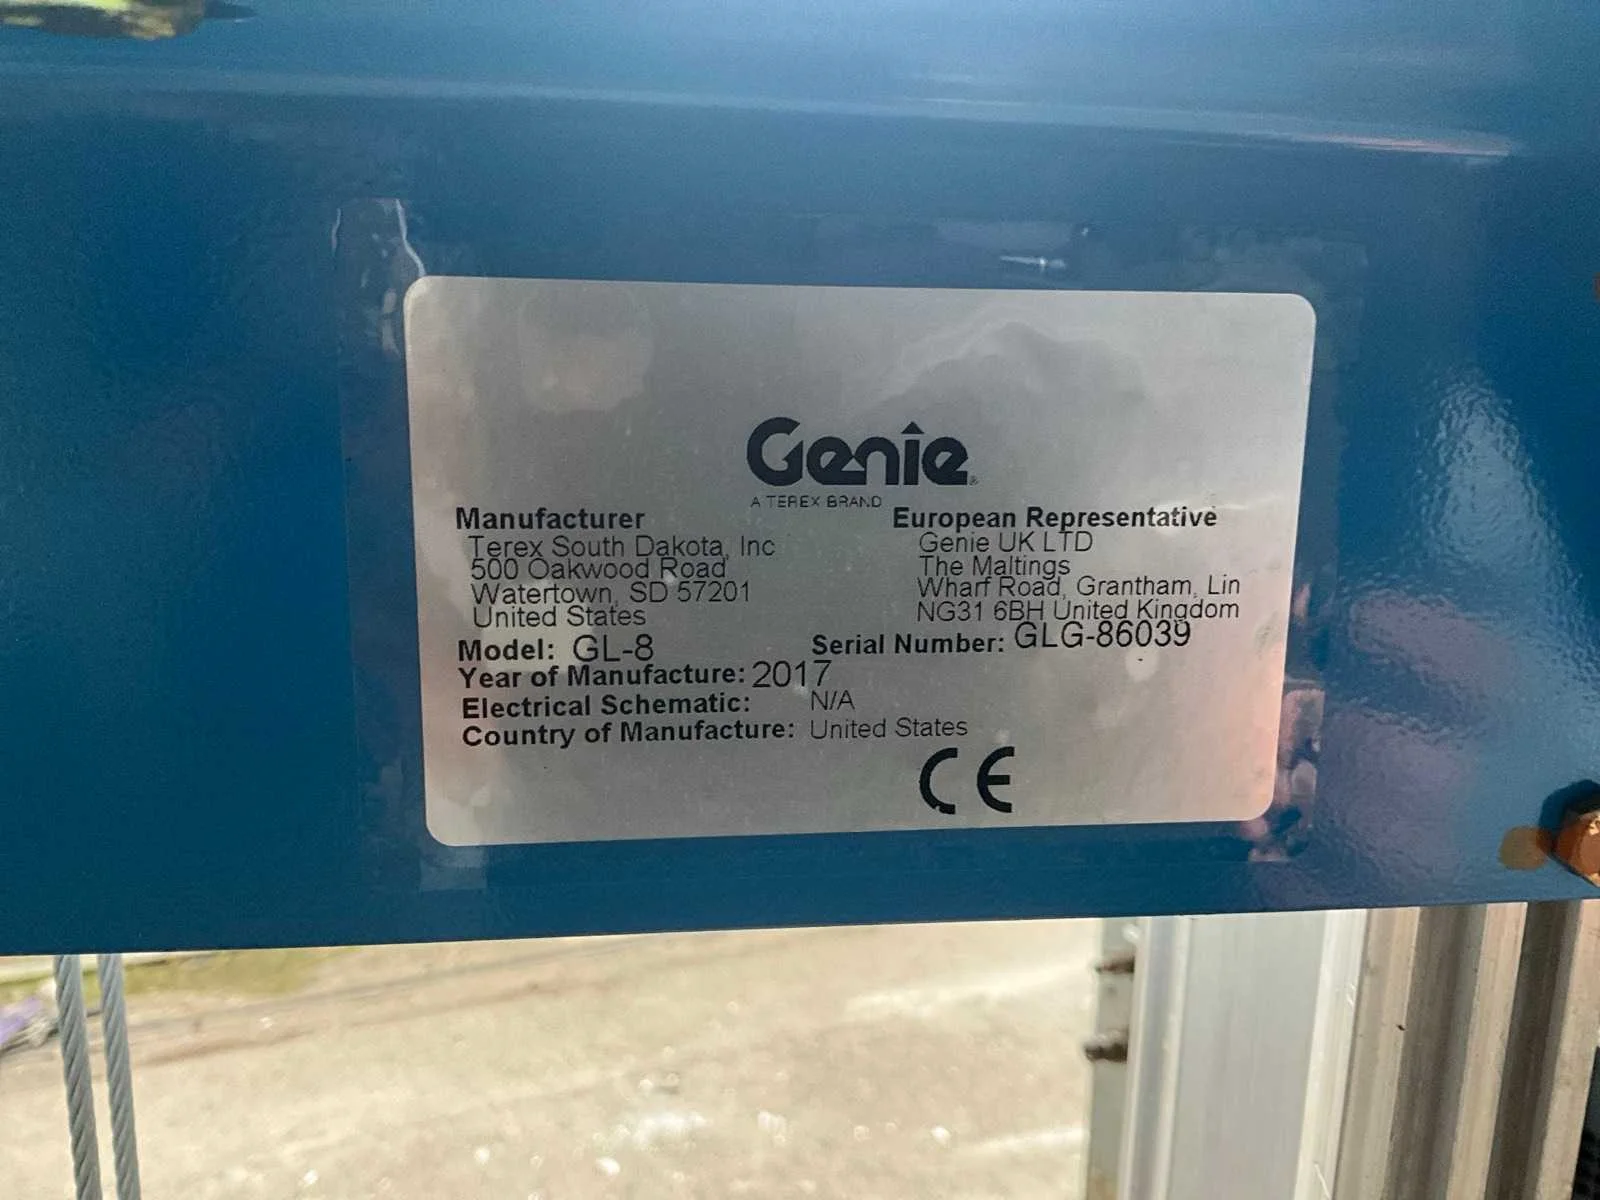 Genie
A TEREX BRAND
Manufacturer
Terex South Dakota, Inc
500 Oakwood Road
Watertown, SD 57201
United States
European Representative
Genie UK LTD
The Maltings
Wharf Road, Grantham, Lin
NG31 6BH United Kingdom
Model: GL-8 Serial Number: GLG-86039
Year of Manufacture: 2017
Electrical Schematic: N/A
Country of Manufacture: United States
CE